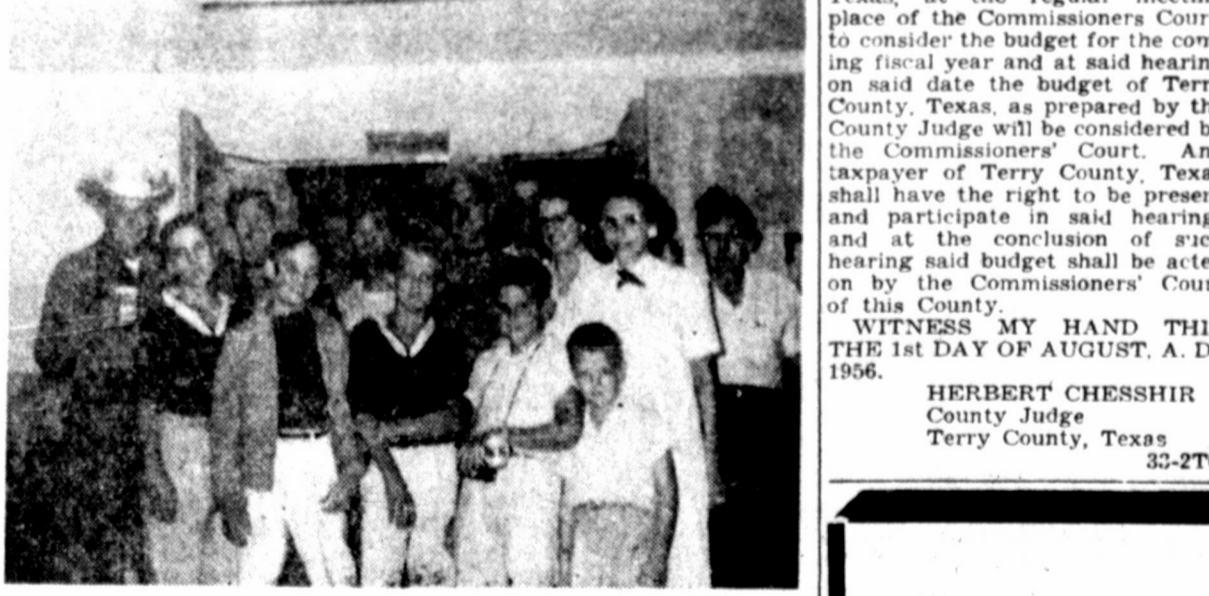 Texas, at the regular meetin
place of the Commissioners Cour
to consider the budget for the com
ing fiscal year and at said hearin
on said date the budget of Terr
County, Texas, as prepared by th
County Judge will be considered b
the Commissioners' Court. An
taxpayer of Terry County, Texa
shall have the right to be presen
and participate in said hearing
and at the conclusion of suc
hearing said budget shall be acte
on by the Commissioners' Cour
of this County.
WITNESS MY HAND THI
THE 1st DAY OF AUGUST, A. D
1956.
HERBERT CHESSHIR
County Judge
Terry County, Texas